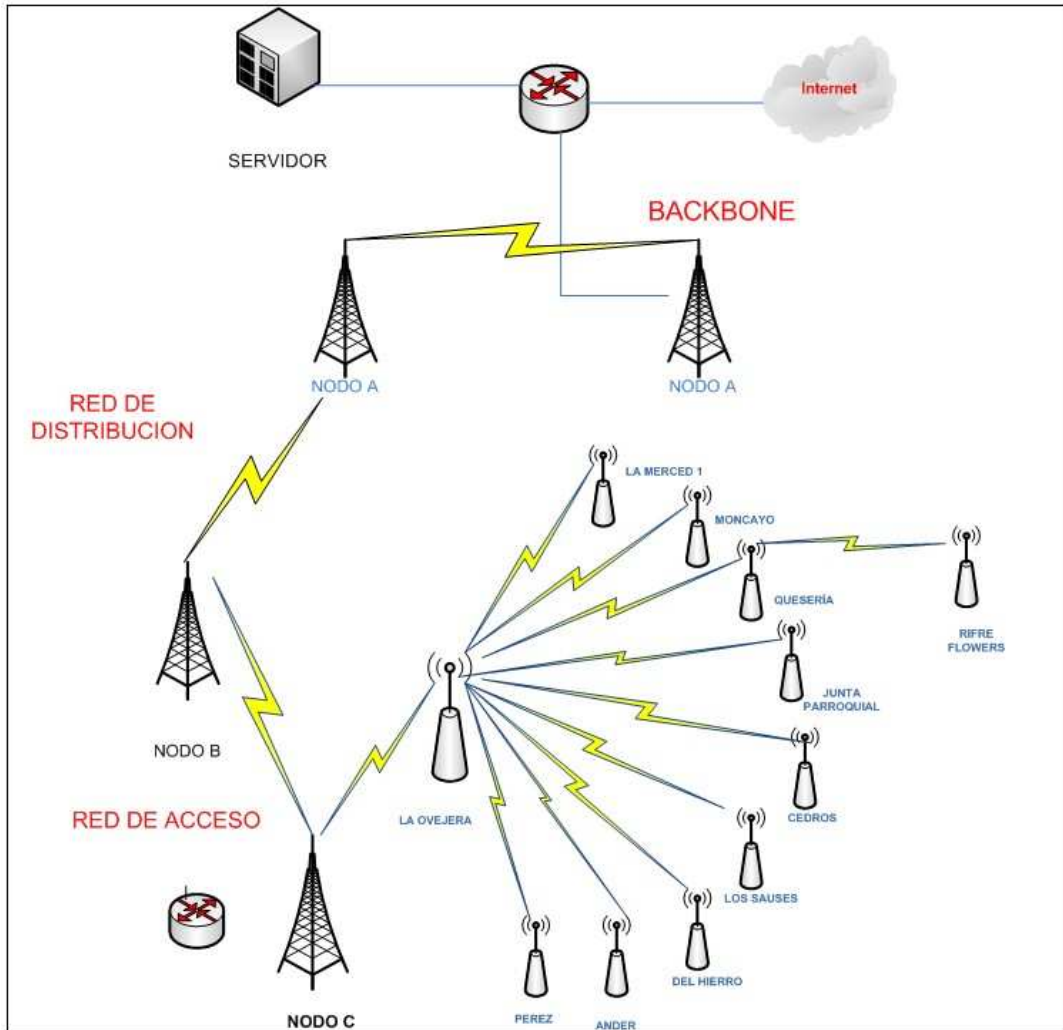 Internet
SERVIDOR
BACKBONE
NODO A
NODO A
RED DE
DISTRIBUCION
LA MERCED 1
MONCAYO
QUESERÍA
RIFRE
FLOWERS
JUNTA
PARROQUIAL
NODO B
CEDROS
RED DE ACCESO
LA OVEJERA
LOS SAUSES
DEL HIERRO
NODO C
PEREZ
ANDER